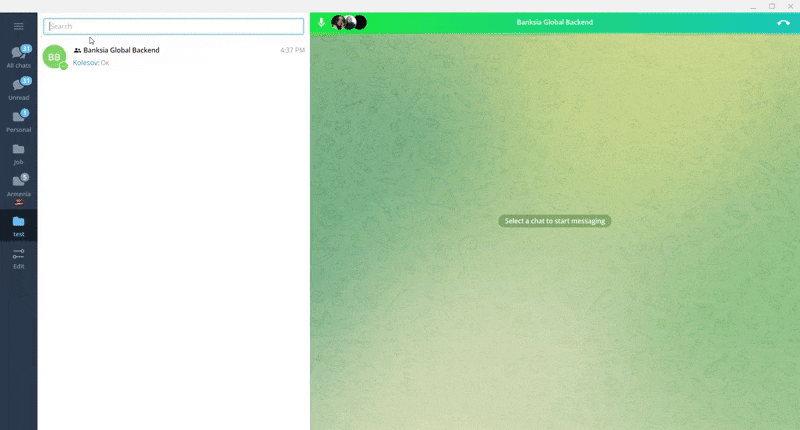 Search
Banksia Global Backend
All chats
21
BB
Banksia Global Backend
4:37 PM
Kolesov: Ок
Unread
21
Personal
1
Job
Armenia
5
test
Edit
Select a chat to start messaging